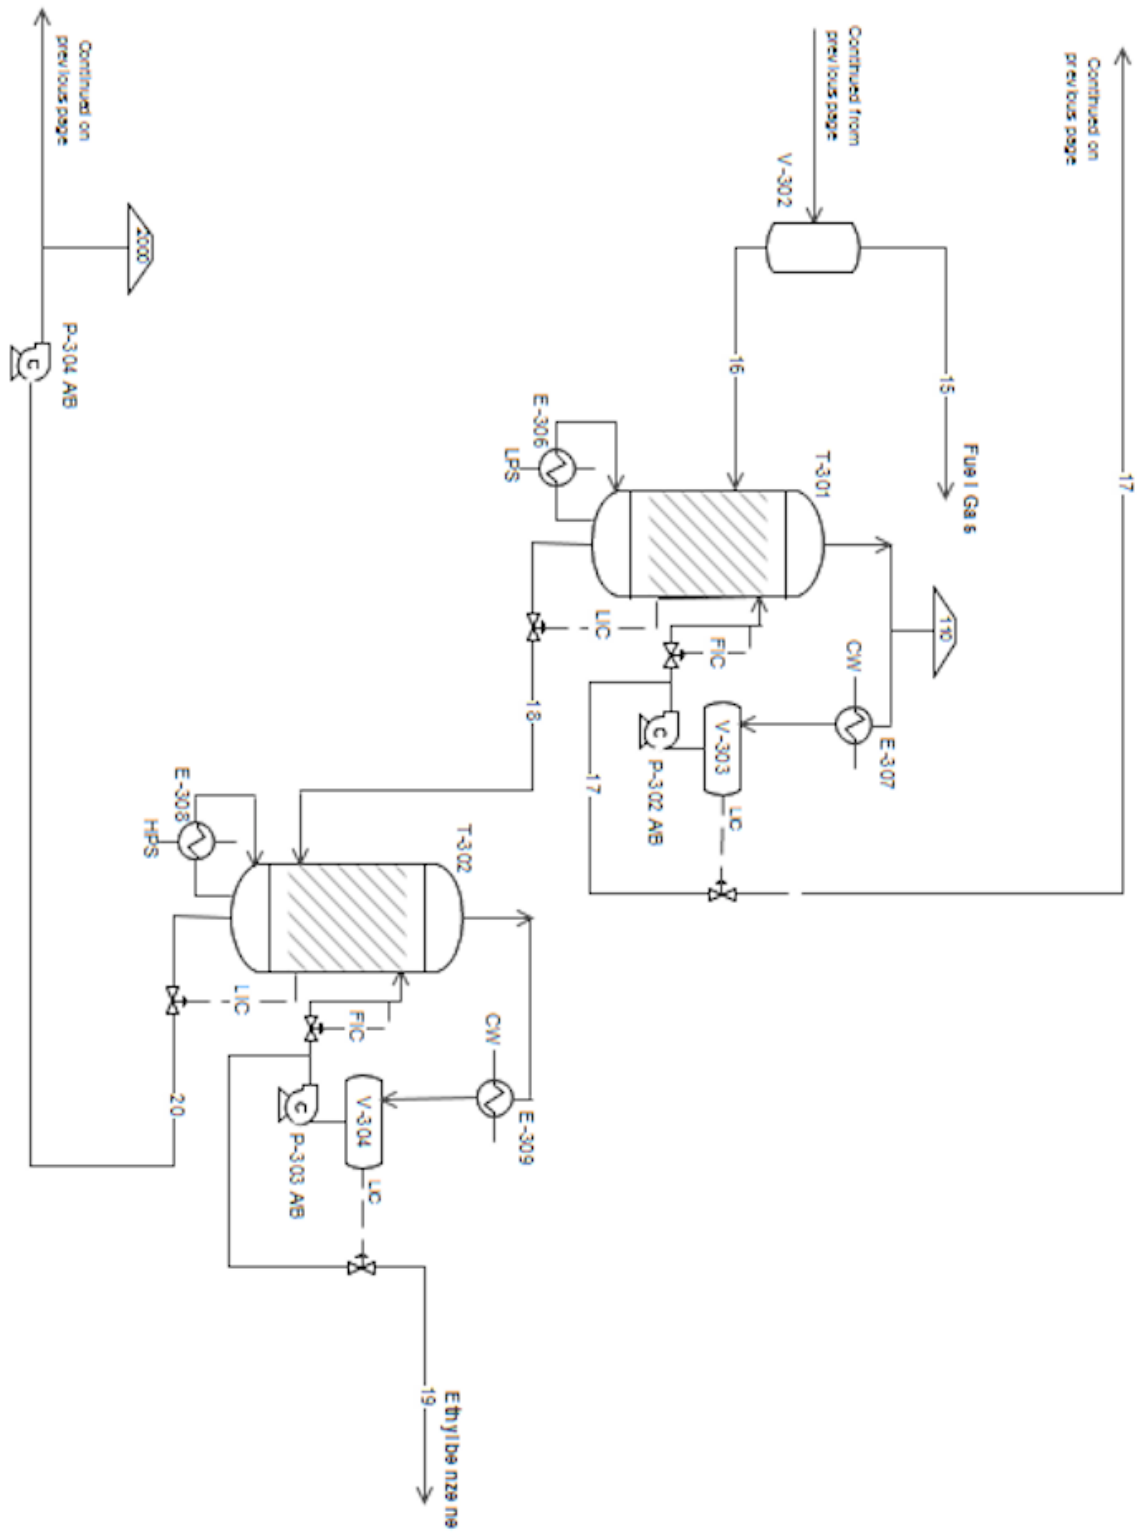 Continued on
previous page
17
Continued from
previous page
V-302
15
Fuel Gas
16
T-301
110
E-306
LPS
CW
E-307
LIC
FIC
V-303
LIC
P-302 A/B
17
18
T-302
E-308
HPS
CW
E-309
LIC
FIC
V-304
LIC
C
P-303 A/B
C
20
19
Ethylbenzene
Continued on
previous page
2000
P-304 A/B
C